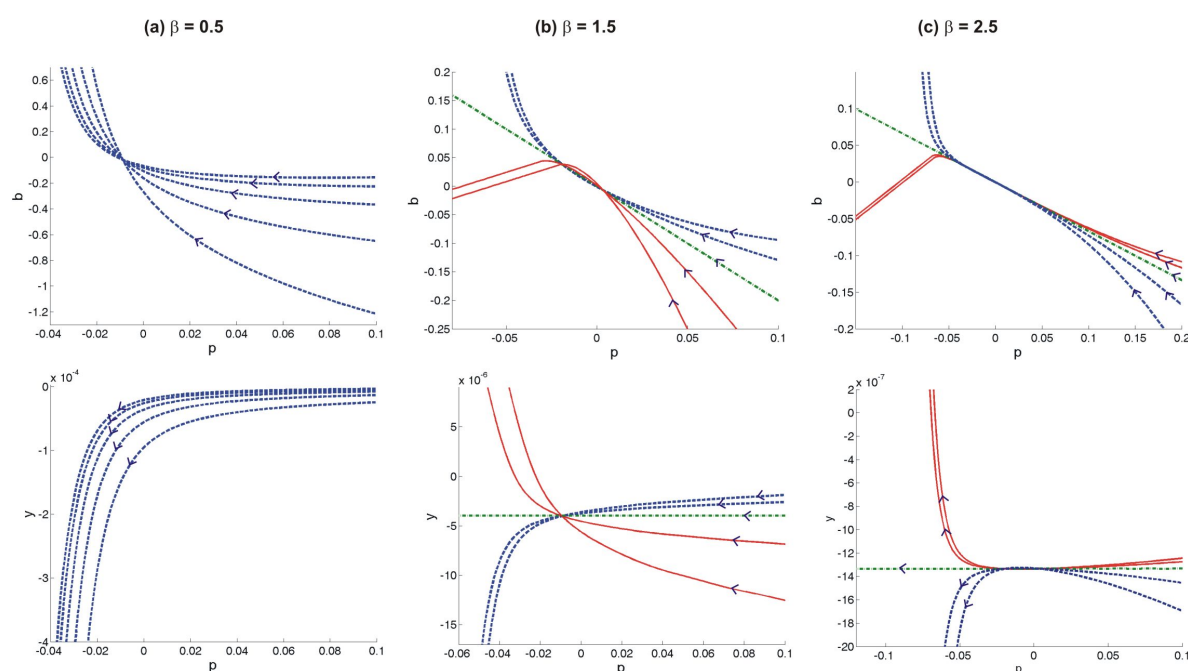 (a) β = 0.5
(b) β = 1.5
(c) β = 2.5
0.6
0.4
0.2
0
-0.2
-0.4
-0.6
-0.8
-1
-1.2
b
-0.04 -0.02 0 0.02 0.04 0.06 0.08 0.1
p
0.2
0.15
0.1
0.05
0
-0.05
-0.1
-0.15
-0.2
-0.25
b
-0.05 0 0.05 0.1
p
0.1
0.05
0
-0.05
-0.1
-0.15
-0.2
b
-0.1 -0.05 0 0.05 0.1 0.15 0.2
p
x 10⁻⁴
0
-1
-2
-3
-4
y
-0.04 -0.02 0 0.02 0.04 0.06 0.08 0.1
p
x 10⁻⁶
5
0
-5
-10
-15
y
-0.06 -0.04 -0.02 0 0.02 0.04 0.06 0.08 0.1
p
x 10⁻⁷
2
0
-2
-4
-6
-8
-10
-12
-14
-16
-18
-20
y
-0.1 -0.05 0 0.05 0.1
p